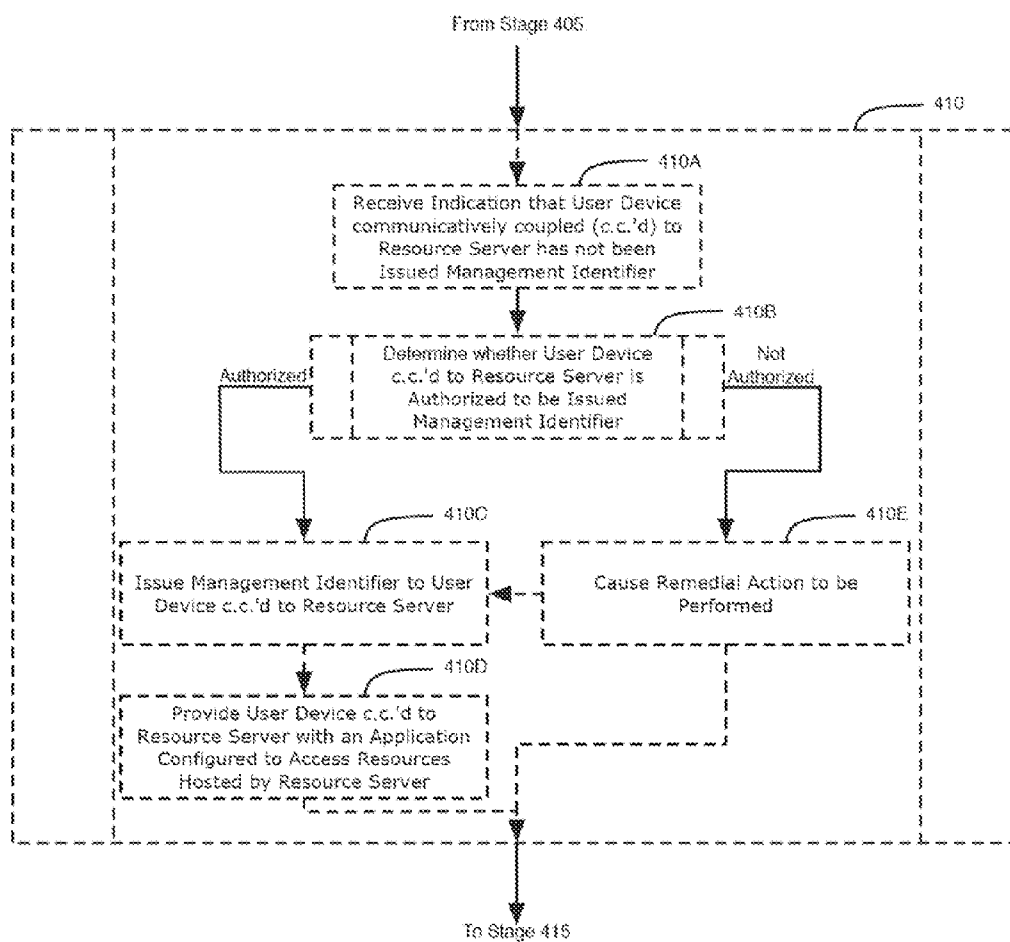 From Stage 405
410
410A
Receive Indication that User Device
communicatively coupled (c.c.'d) to
Resource Server has not been
Issued Management Identifier
410B
Determine whether User Device
c.c.'d to Resource Server is
Authorized to be Issued
Management Identifier
Authorized
Not
Authorized
410C
Issue Management Identifier to User
Device c.c.'d to Resource Server
410E
Cause Remedial Action to be
Performed
410D
Provide User Device c.c.'d to
Resource Server with an Application
Configured to Access Resources
Hosted by Resource Server
To Stage 415